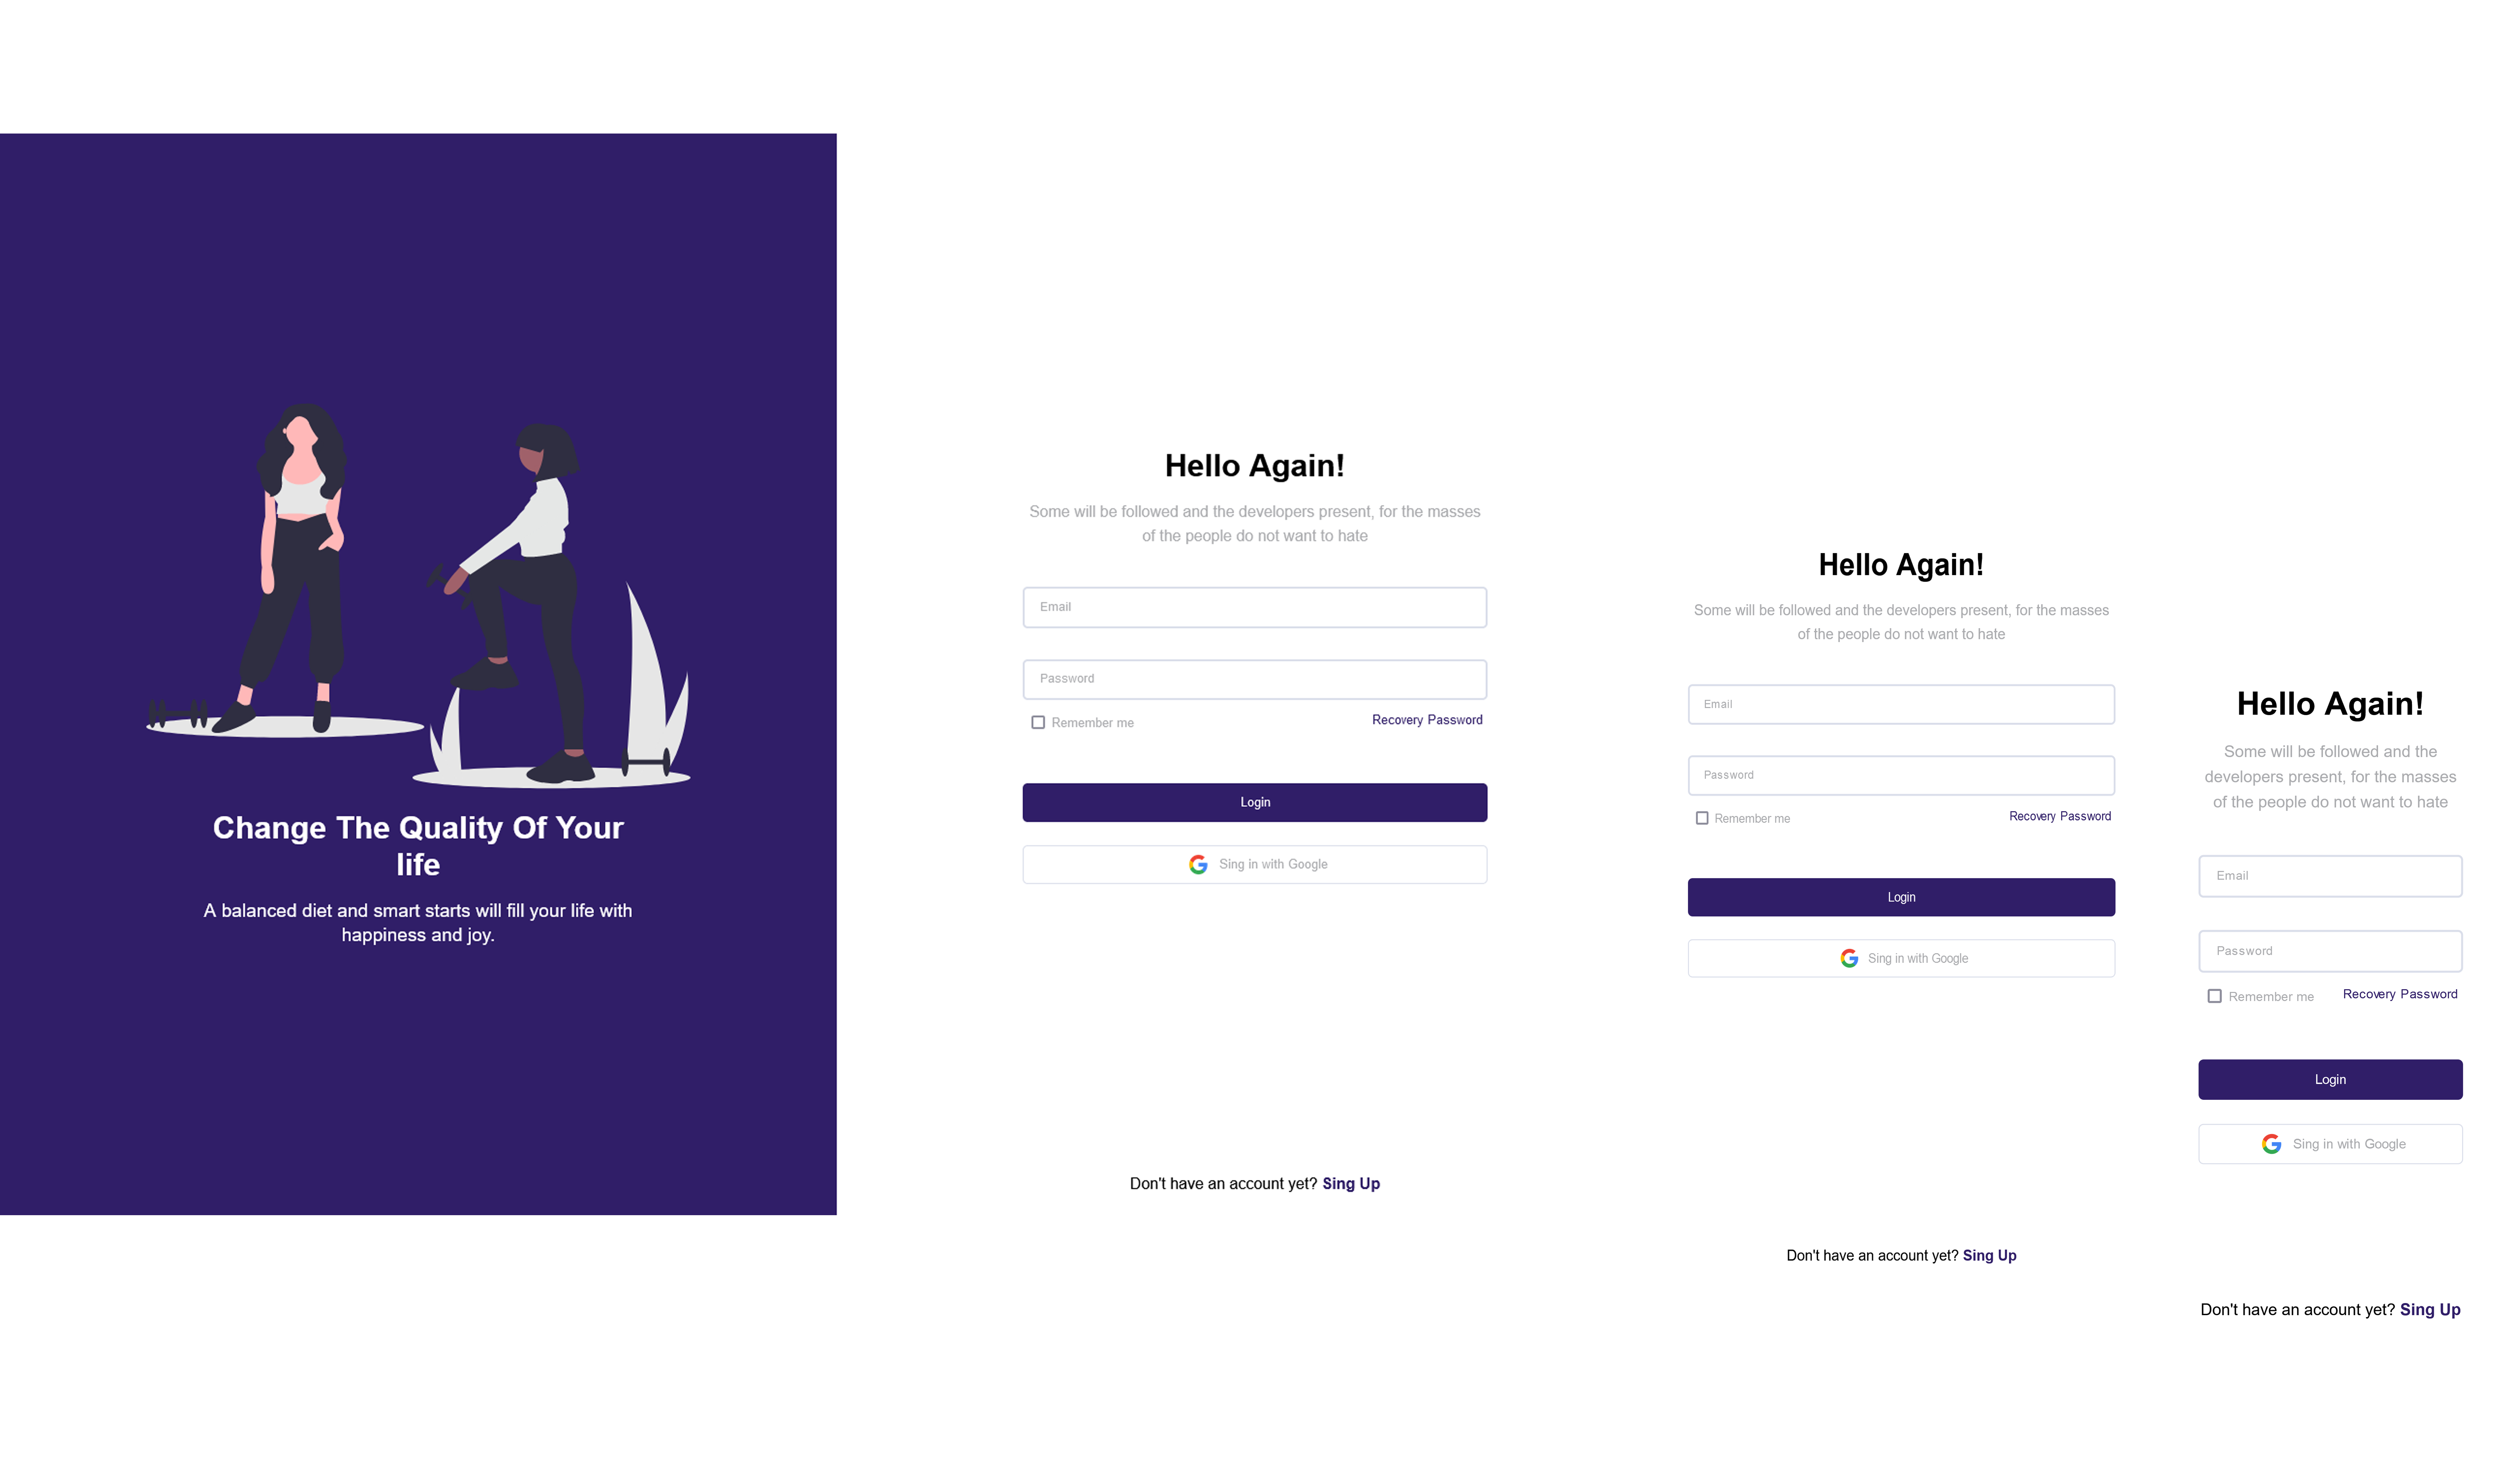 Change The Quality Of Your
life
A balanced diet and smart starts will fill your life with
happiness and joy.
Hello Again!
Some will be followed and the developers present, for the masses
of the people do not want to hate
Email
Password
Remember me
Recovery Password
Login
Sing in with Google
Don't have an account yet? Sing Up
Hello Again!
Some will be followed and the developers present, for the masses
of the people do not want to hate
Email
Password
Remember me
Recovery Password
Login
Sing in with Google
Don't have an account yet? Sing Up
Hello Again!
Some will be followed and the
developers present, for the masses
of the people do not want to hate
Email
Password
Remember me
Recovery Password
Login
Sing in with Google
Don't have an account yet? Sing Up